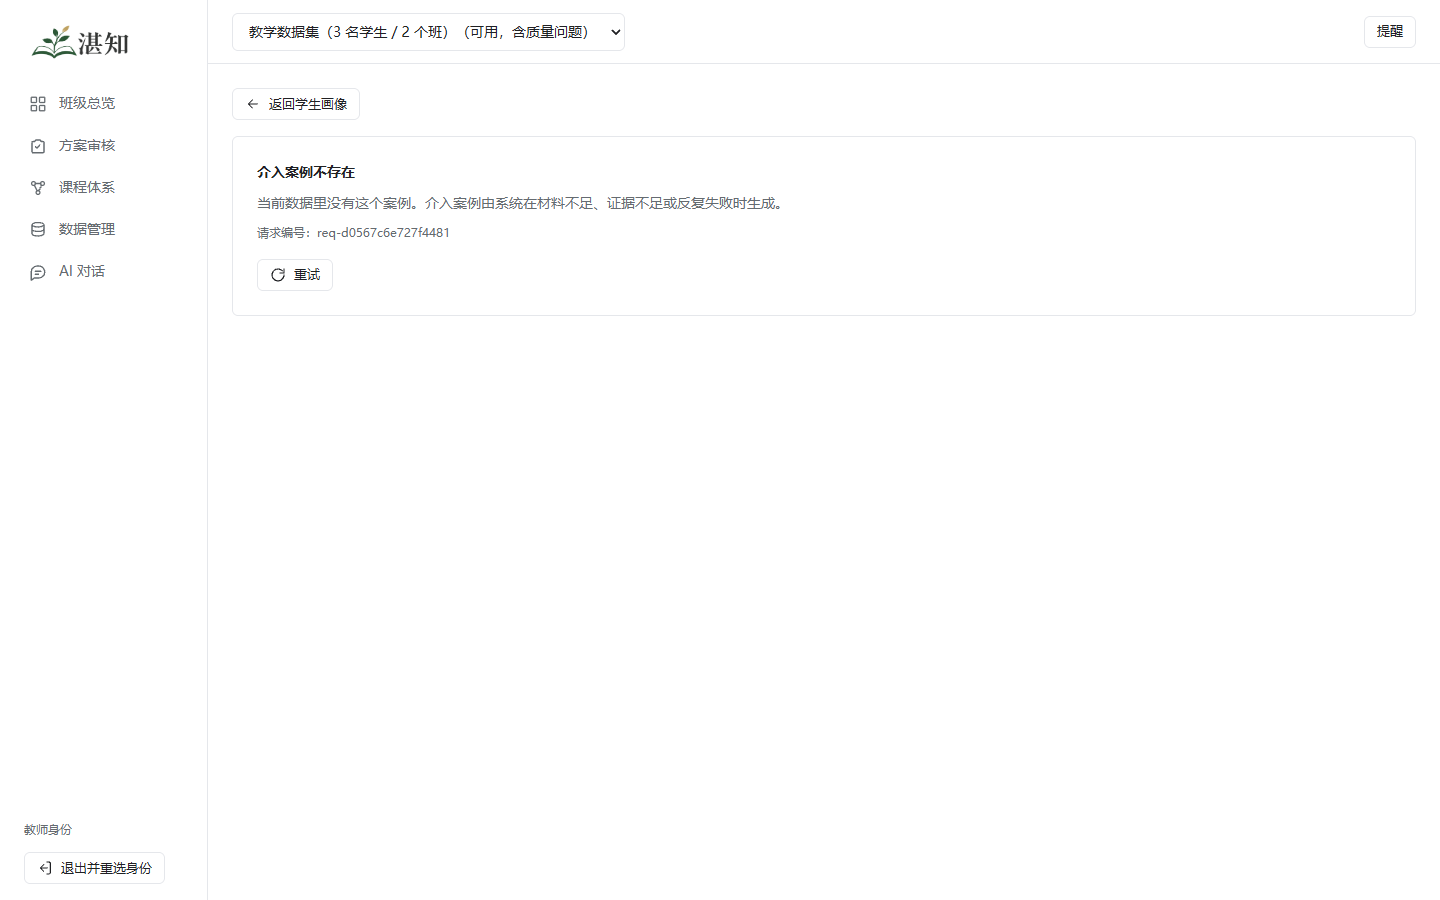 湛知
班级总览
方案审核
课程体系
数据管理
AI 对话
教师身份
退出并重选身份
教学数据集（3 名学生 / 2 个班）（可用，含质量问题）
提醒
返回学生画像
介入案例不存在
当前数据里没有这个案例。介入案例由系统在材料不足、证据不足或反复失败时生成。
请求编号：req-d0567c6e727f4481
重试